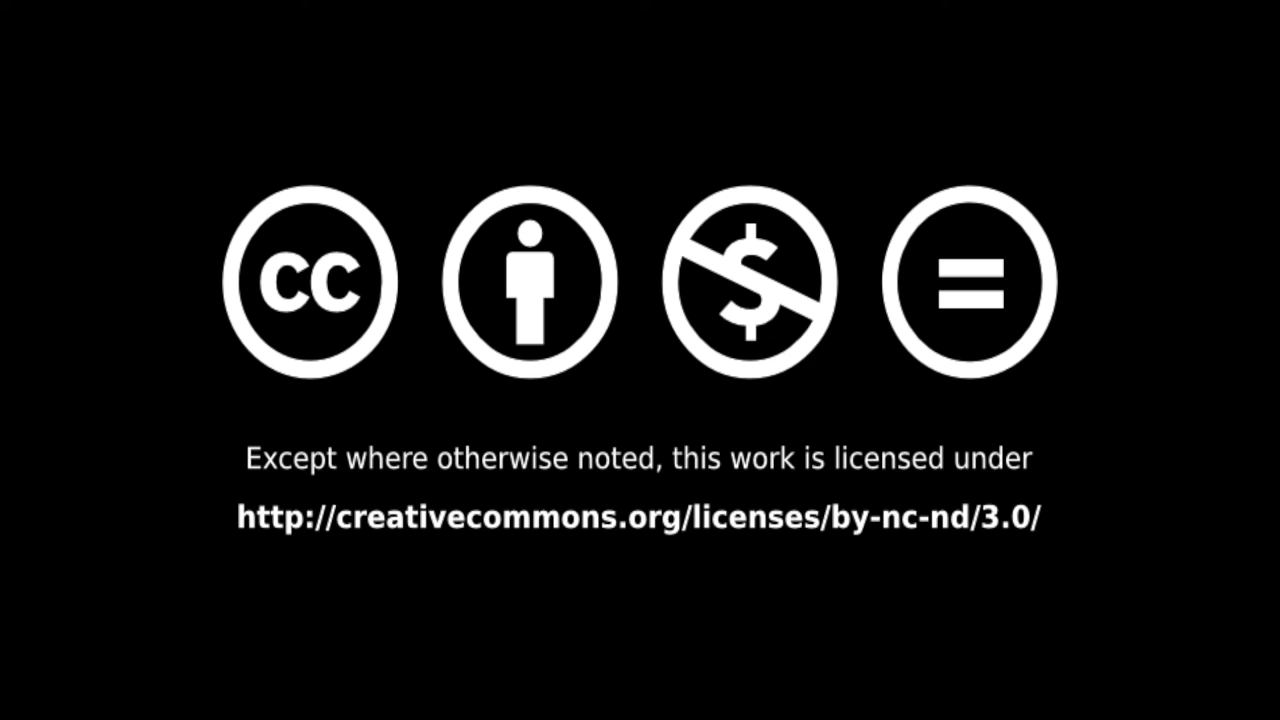 cc
$
=
Except where otherwise noted, this work is licensed under
http://creativecommons.org/licenses/by-nc-nd/3.0/